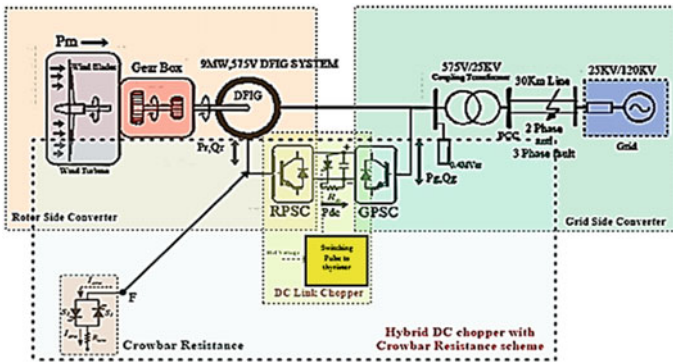 Pm
9MW,575V DFIG SYSTEM
575V/25KV
Coupling Transformer
25KV/120KV
Wind Blades
Gear Box
30Km Line
DFIG
PCC
2 Phase
and
3 Phase fault
Grid
Wind Turbine
Pr,Qr
Pg,Qg
RPSC
Pdc
GPSC
Rotor Side Converter
Grid Side Converter
Switching
Pulse to
thyristor
DC Link Chopper
F
Crowbar Resistance
Hybrid DC chopper with
Crowbar Resistance scheme